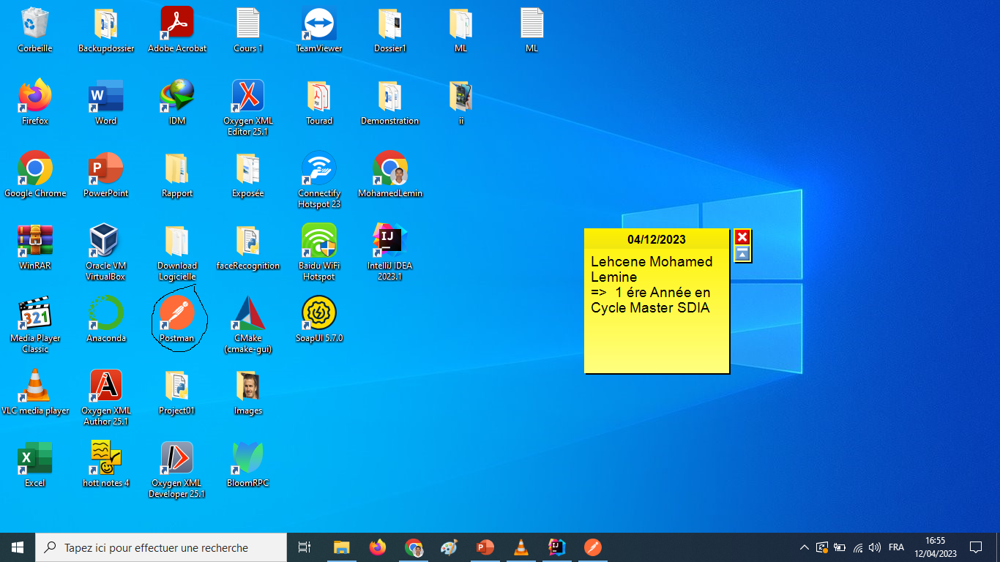 Corbeille
Backupdossier
Adobe Acrobat
Cours 1
TeamViewer
Dossier1
ML
ML
Firefox
Word
IDM
Oxygen XML
Editor 25.1
Tourad
Demonstration
ii
Google Chrome
PowerPoint
Rapport
Exposée
Connectify
Hotspot 23
MohamedLemin
WinRAR
Oracle VM
VirtualBox
Download
Logicielle
faceRecognition
Baidu WiFi
Hotspot
IntelliJ IDEA
2023.1
Media Player
Classic
Anaconda
Postman
CMake
(cmake-gui)
SoapUI 5.7.0
VLC media player
Oxygen XML
Author 25.1
Project01
Images
Excel
hott notes 4
Oxygen XML
Developer 25.1
BloomRPC
04/12/2023
Lehcene Mohamed
Lemine
=> 1 ére Année en
Cycle Master SDIA
Tapez ici pour effectuer une recherche
FRA
16:55
12/04/2023